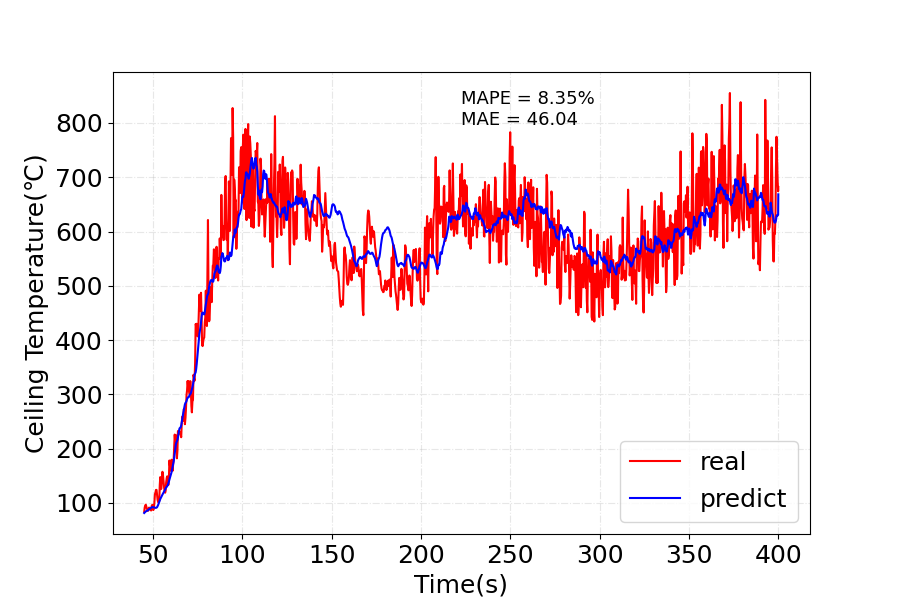 MAPE = 8.35%
MAE = 46.04
800
700
600
500
400
300
200
100
Ceiling Temperature(℃)
real
predict
50 100 150 200 250 300 350 400
Time(s)